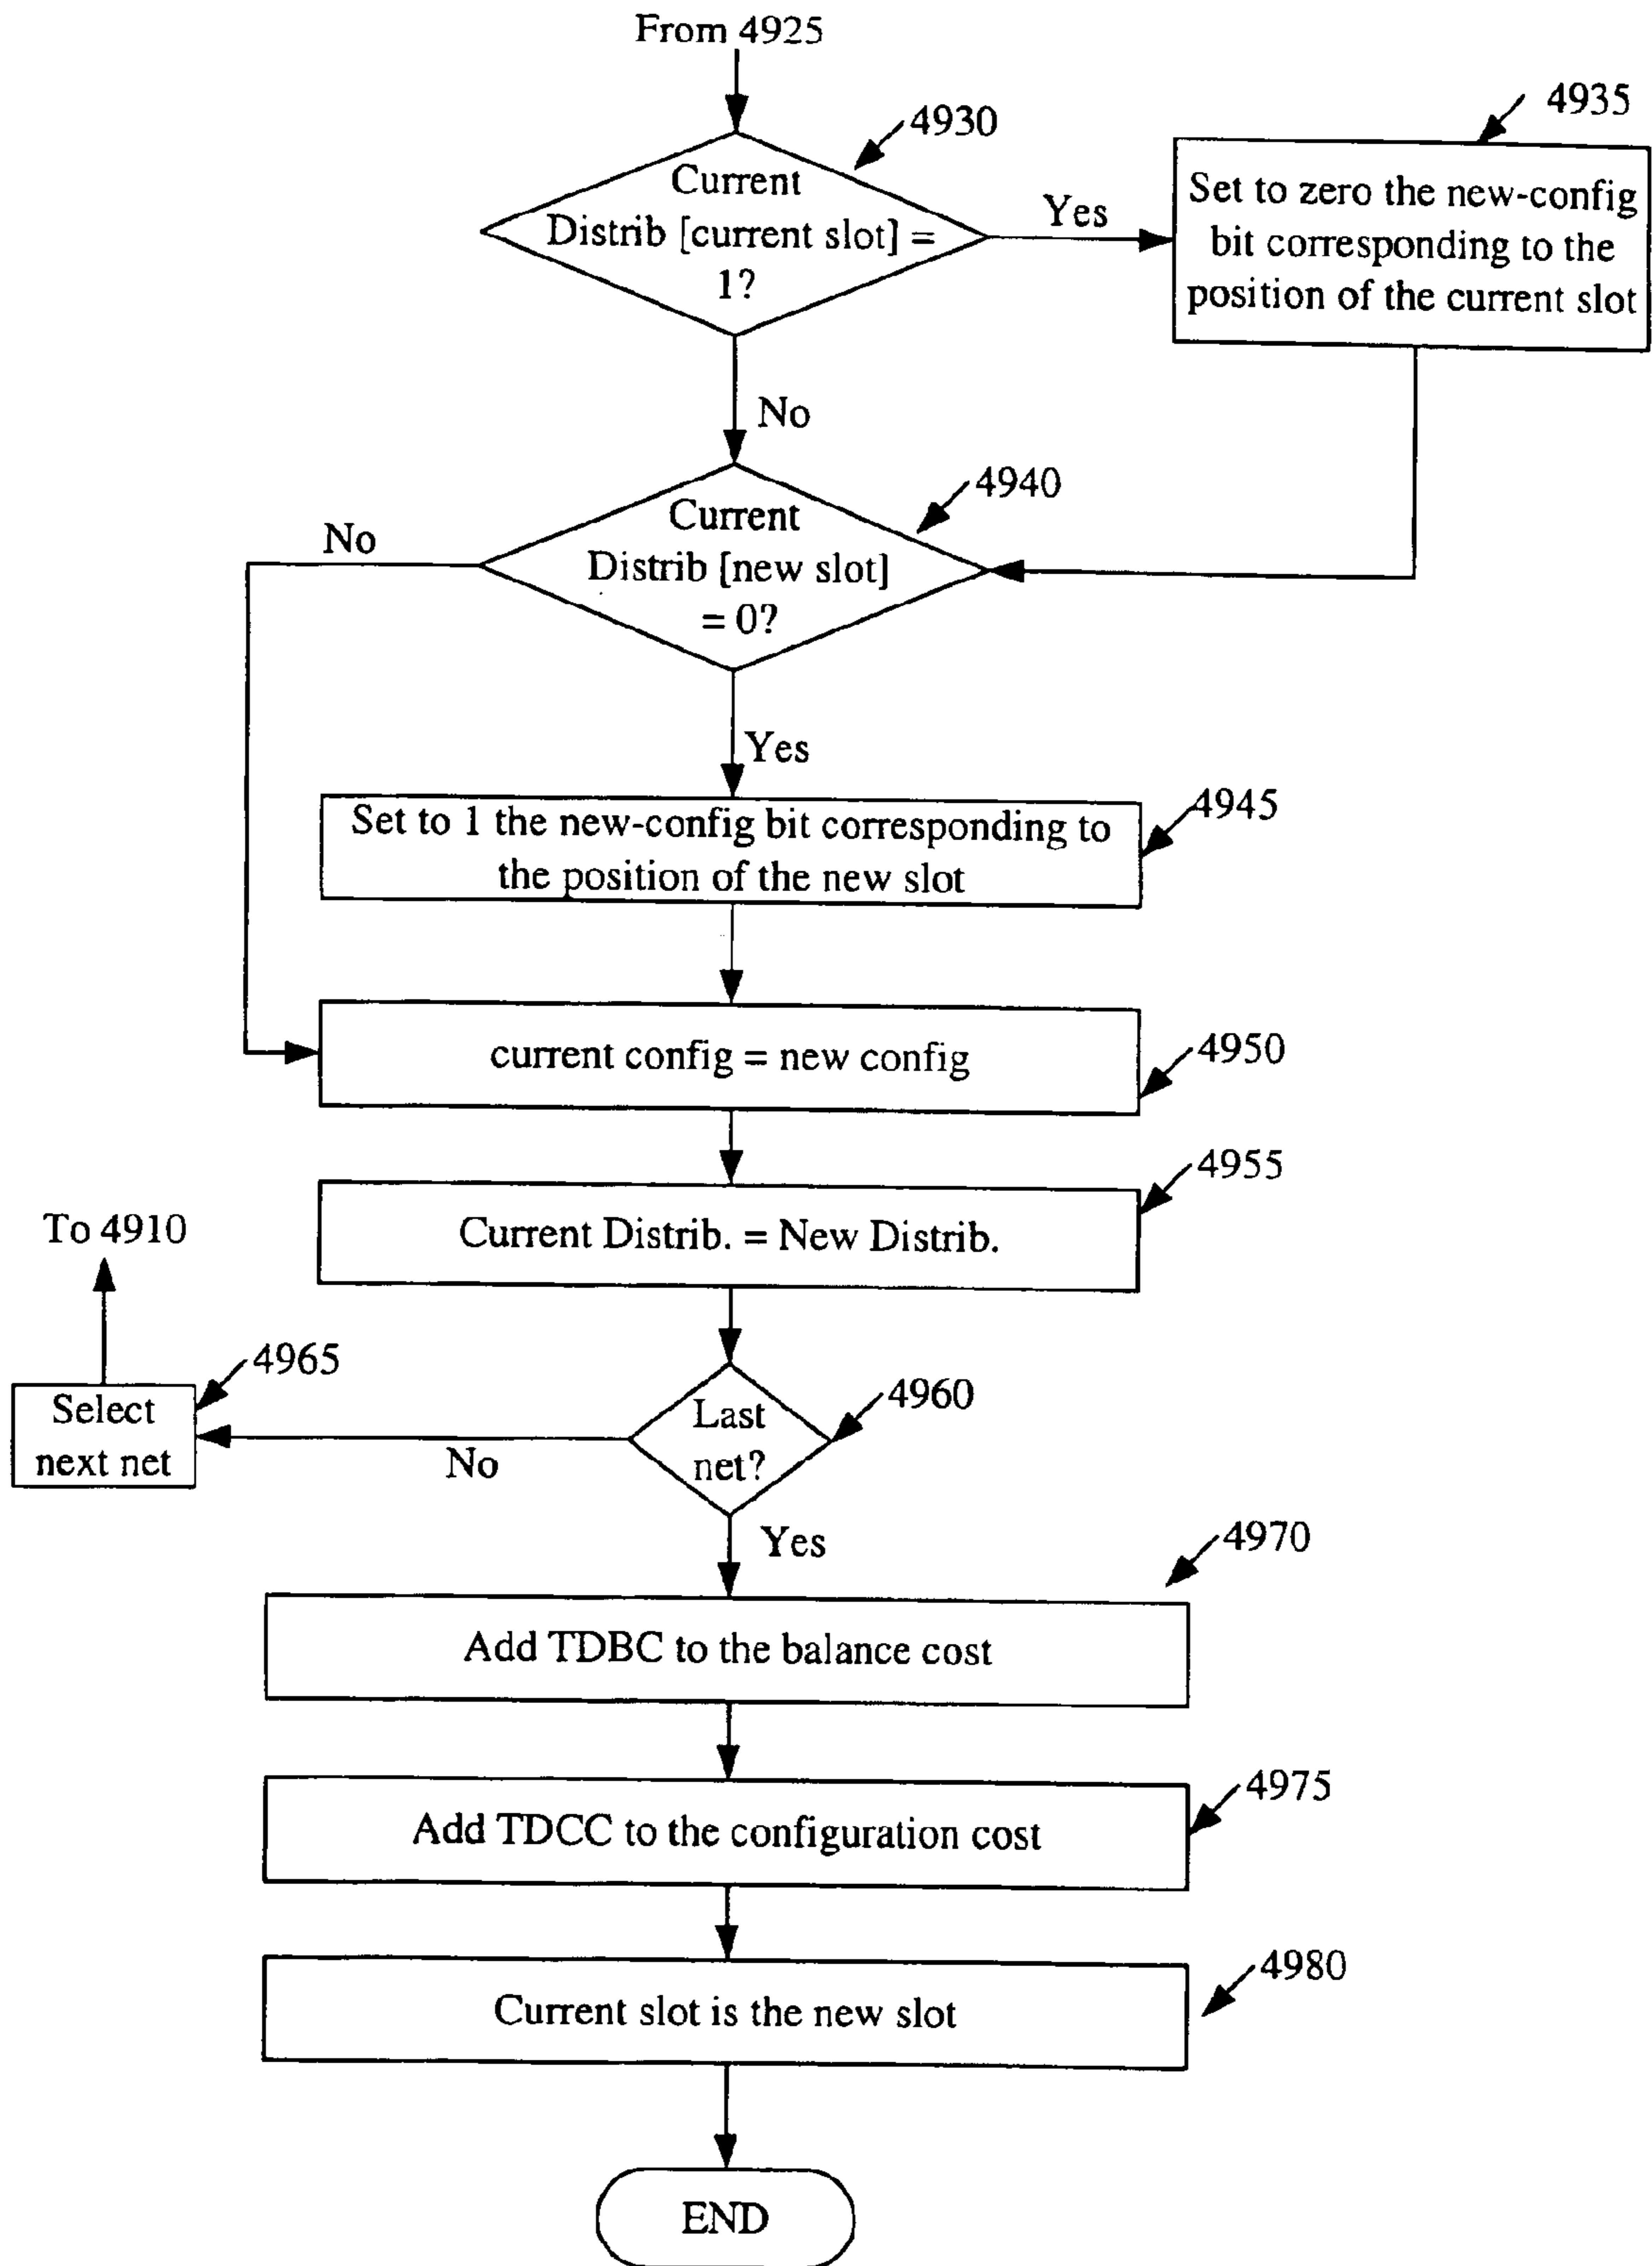 From 4925
4930
4935
Current
Distrib [current slot] =
1?
Yes
Set to zero the new-config
bit corresponding to the
position of the current slot
No
4940
Current
Distrib [new slot]
= 0?
No
Yes
4945
Set to 1 the new-config bit corresponding to
the position of the new slot
current config = new config
4950
4955
Current Distrib. = New Distrib.
To 4910
4965
Select
next net
4960
Last
net?
No
Yes
4970
Add TDBC to the balance cost
4975
Add TDCC to the configuration cost
4980
Current slot is the new slot
END